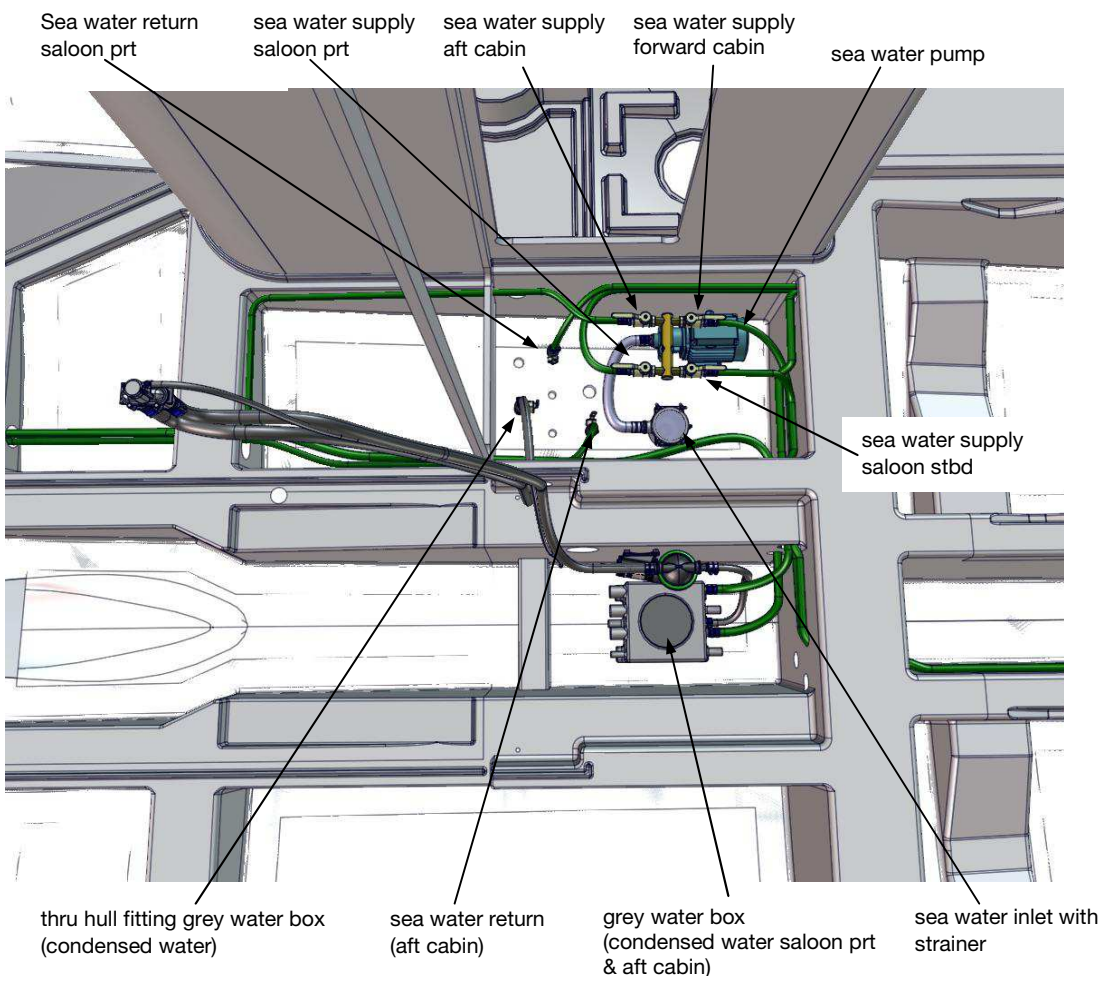 Sea water return
saloon prt
sea water supply
saloon prt
sea water supply
aft cabin
sea water supply
forward cabin
sea water pump
sea water supply
saloon stbd
thru hull fitting grey water box
(condensed water)
sea water return
(aft cabin)
grey water box
(condensed water saloon prt
& aft cabin)
sea water inlet with
strainer